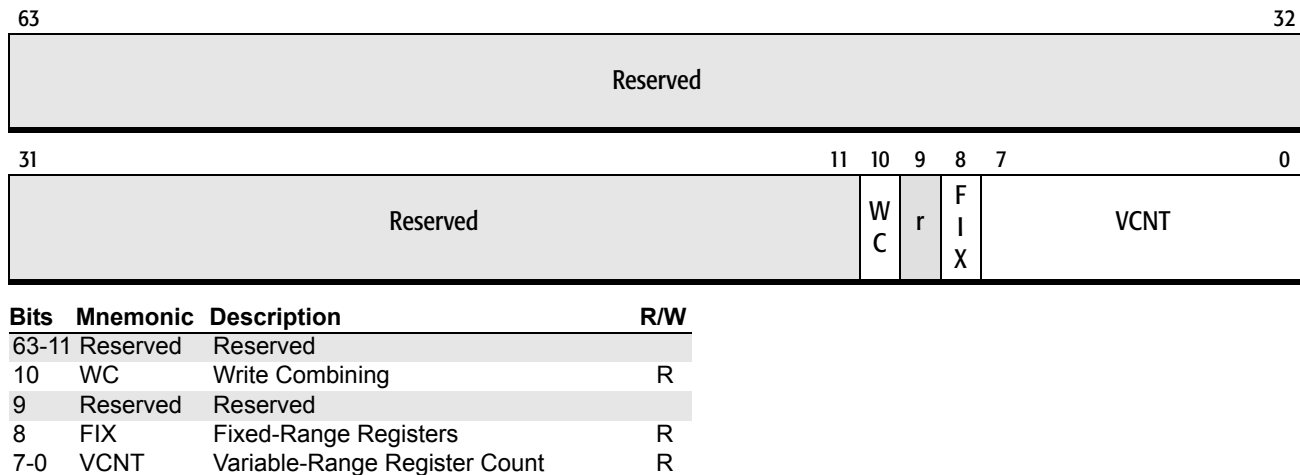 63 32
Reserved
31 11 10 9 8 7 0
Reserved WC r FIX VCNT
Bits Mnemonic Description R/W
63-11 Reserved Reserved
10 WC Write Combining R
9 Reserved Reserved
8 FIX Fixed-Range Registers R
7-0 VCNT Variable-Range Register Count R